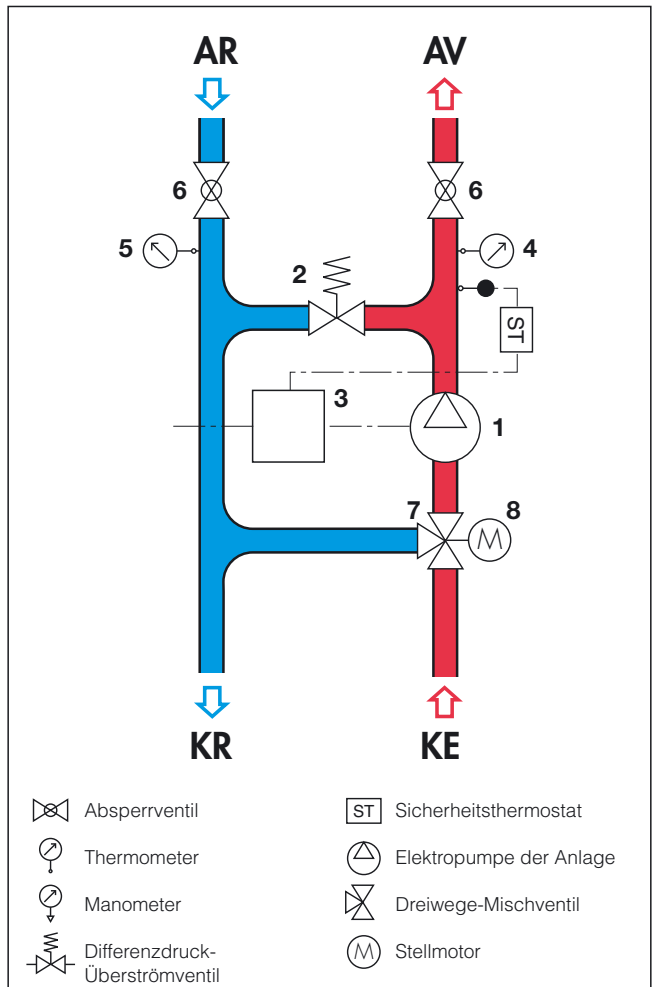 AR AV
6 6
5 4
2
ST
3
1
7 8
M
KR KE
Absperrventil
ST Sicherheitsthermostat
Thermometer
Elektropumpe der Anlage
Manometer
Dreiwege-Mischventil
Differenzdruck-
Überströmventil
M Stellmotor